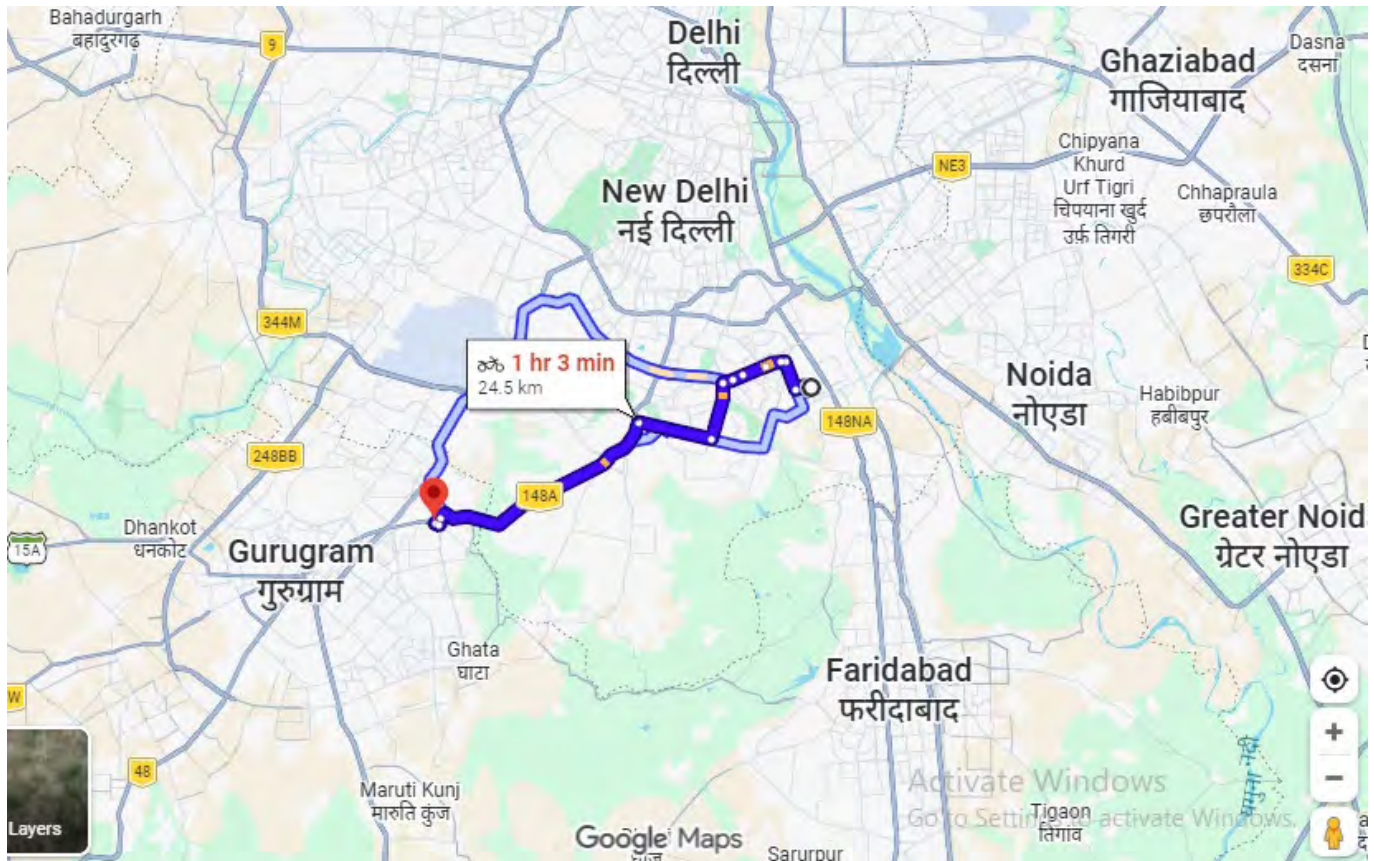 Bahadurgarh
बहादुरगढ़
9
Delhi
दिल्ली
Ghaziabad
गाजियाबाद
Dasna
दसना
NE3
Chipyana
Khurd
Urf Tigri
चिपयाना खुर्द
उर्फ़ तिगरी
Chhapraula
छपरौला
New Delhi
नई दिल्ली
334C
344M
1 hr 3 min
24.5 km
Noida
नोएडा
Habibpur
हबीबपुर
148NA
248BB
148A
Dhankot
धनकोट
15A
Gurugram
गुरुग्राम
Greater Noid
ग्रेटर नोएडा
Ghata
घाटा
Faridabad
फरीदाबाद
W
48
Maruti Kunj
मारुति कुंज
Layers
Activate Windows
Go to Settings to activate Windows.
Tigaon
तिगांव
यमुना नदी
Google Maps
Sarurpur